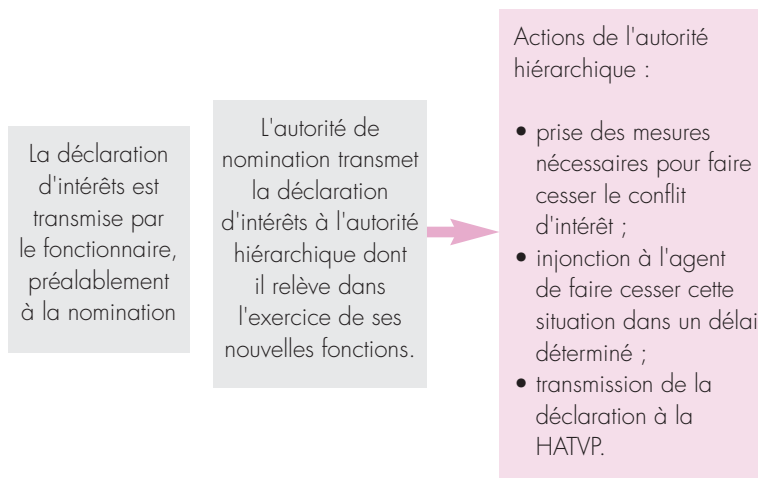 La déclaration
d'intérêts est
transmise par
le fonctionnaire,
préalablement
à la nomination
L'autorité de
nomination transmet
la déclaration
d'intérêts à l'autorité
hiérarchique dont
il relève dans
l'exercice de ses
nouvelles fonctions.
Actions de l'autorité
hiérarchique :
• prise des mesures
nécessaires pour faire
cesser le conflit
d'intérêt ;
• injonction à l'agent
de faire cesser cette
situation dans un délai
déterminé ;
• transmission de la
déclaration à la
HATVP.